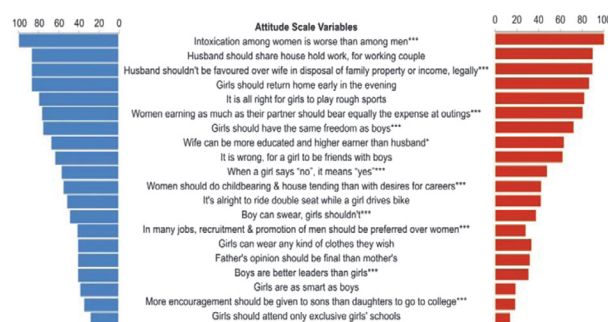 Attitude Scale Variables
100 80 60 40 20 0
0 20 40 60 80 100
Intoxication among women is worse than among men***
Husband should share house hold work, for working couple
Husband shouldn't be favoured over wife in disposal of family property or income, legally***
Girls should return home early in the evening
It is all right for girls to play rough sports
Women earning as much as their partner should bear equally the expense at outings***
Girls should have the same freedom as boys***
Wife can be more educated and higher earner than husband*
It is wrong, for a girl to be friends with boys
When a girl says “no”, it means “yes”***
Women should do childbearing & house tending than with desires for careers***
It's alright to ride double seat while a girl drives bike
Boy can swear, girls shouldn't***
In many jobs, recruitment & promotion of men should be preferred over women***
Girls can wear any kind of clothes they wish
Father's opinion should be final than mother's
Boys are better leaders than girls***
Girls are as smart as boys
More encouragement should be given to sons than daughters to go to college***
Girls should attend only exclusive girls' schools